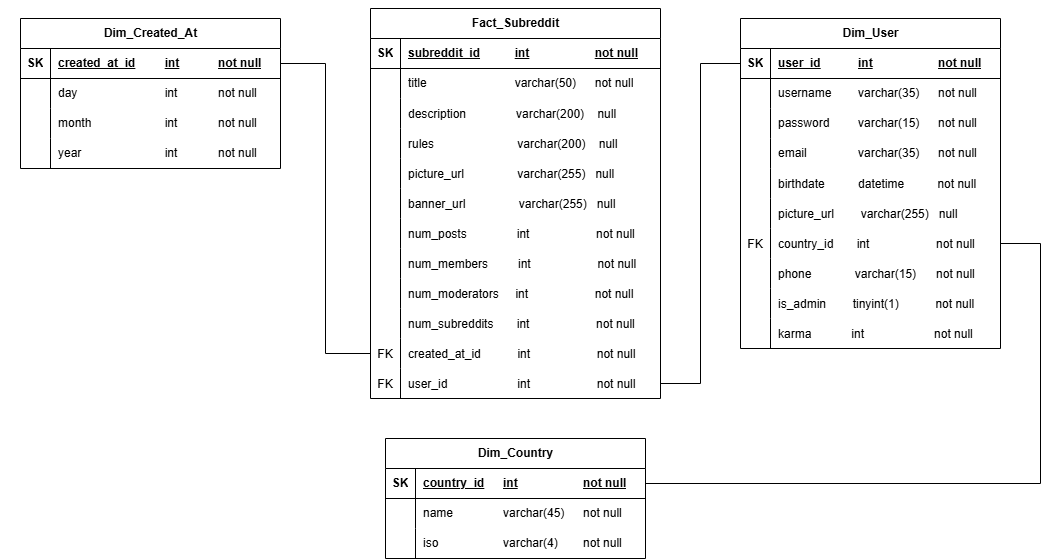 Dim_Created_At
SK created_at_id int not null
day int not null
month int not null
year int not null
Fact_Subreddit
SK subreddit_id int not null
title varchar(50) not null
description varchar(200) null
rules varchar(200) null
picture_url varchar(255) null
banner_url varchar(255) null
num_posts int not null
num_members int not null
num_moderators int not null
num_subreddits int not null
FK created_at_id int not null
FK user_id int not null
Dim_User
SK user_id int not null
username varchar(35) not null
password varchar(15) not null
email varchar(35) not null
birthdate datetime not null
picture_url varchar(255) null
FK country_id int not null
phone varchar(15) not null
is_admin tinyint(1) not null
karma int not null
Dim_Country
SK country_id int not null
name varchar(45) not null
iso varchar(4) not null